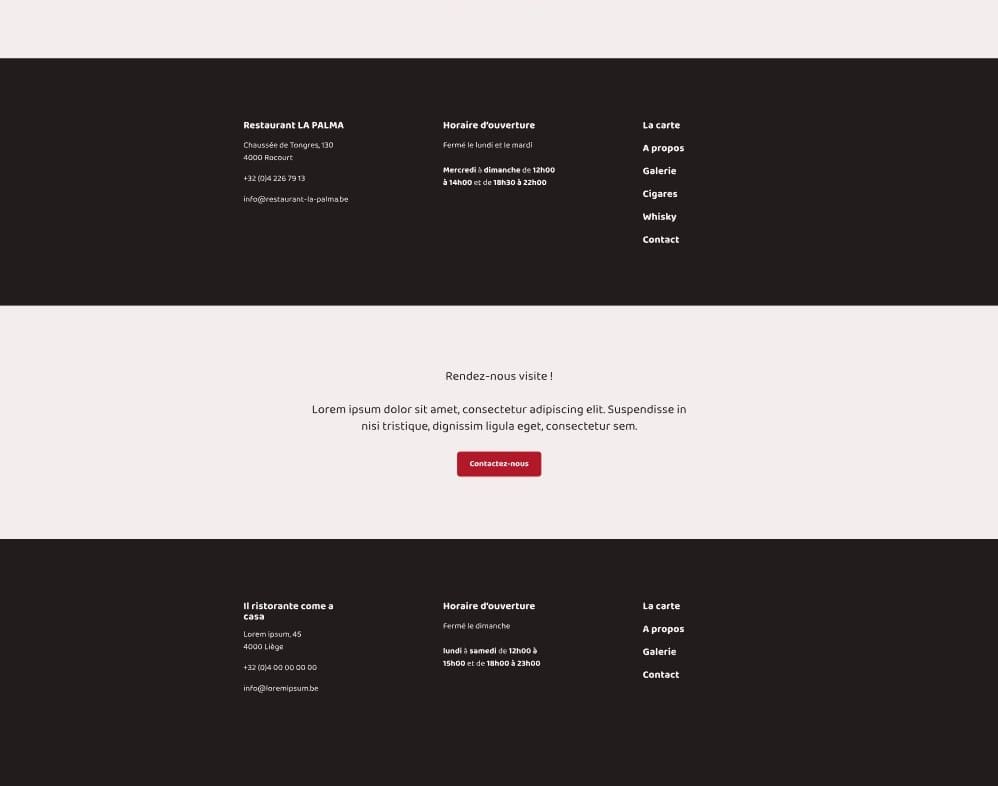 Restaurant LA PALMA
Chaussée de Tongres, 130
4000 Rocourt
+32 (0)4 226 79 13
info@restaurant-la-palma.be
Horaire d'ouverture
Fermé le lundi et le mardi
Mercredi à dimanche de 12h00
à 14h00 et de 18h30 à 22h00
La carte
A propos
Galerie
Cigares
Whisky
Contact
Rendez-nous visite !
Lorem ipsum dolor sit amet, consectetur adipiscing elit. Suspendisse in
nisi tristique, dignissim ligula eget, consectetur sem.
Contactez-nous
Il ristorante come a
casa
Lorem ipsum, 45
4000 Liège
+32 (0)4 00 00 00 00
info@loremipsum.be
Horaire d'ouverture
Fermé le dimanche
lundi à samedi de 12h00 à
15h00 et de 18h00 à 23h00
La carte
A propos
Galerie
Contact